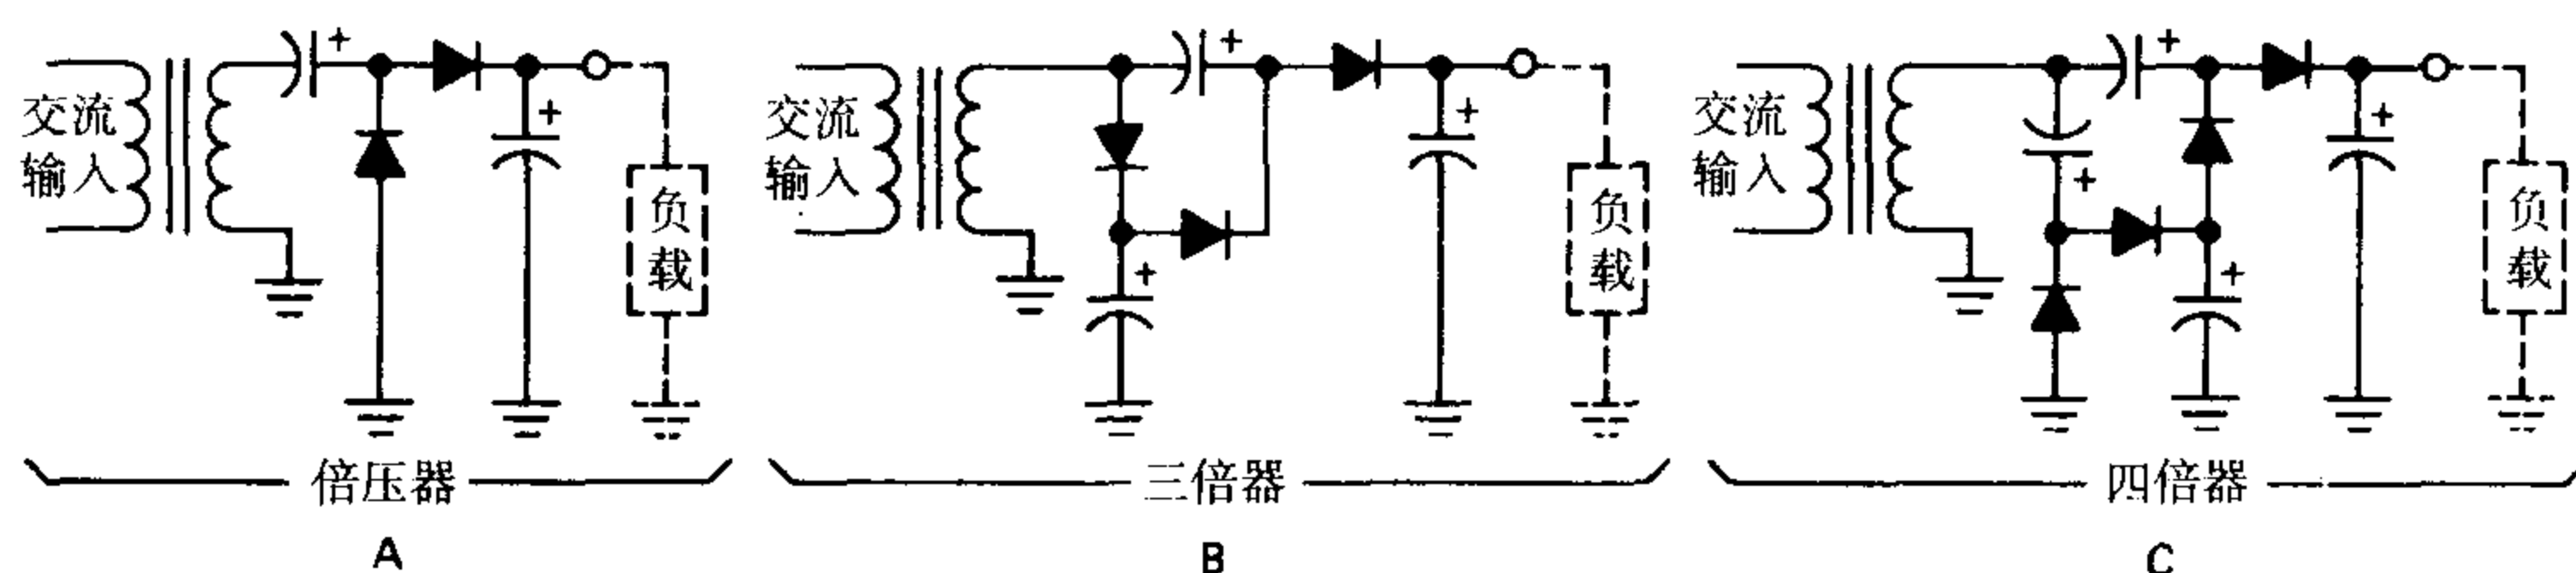 交流
输入
+
+
负
载
倍压器
A
交流
输入
+
+
+
负
载
三倍器
B
交流
输入
+
+
+
+
负
载
四倍器
C